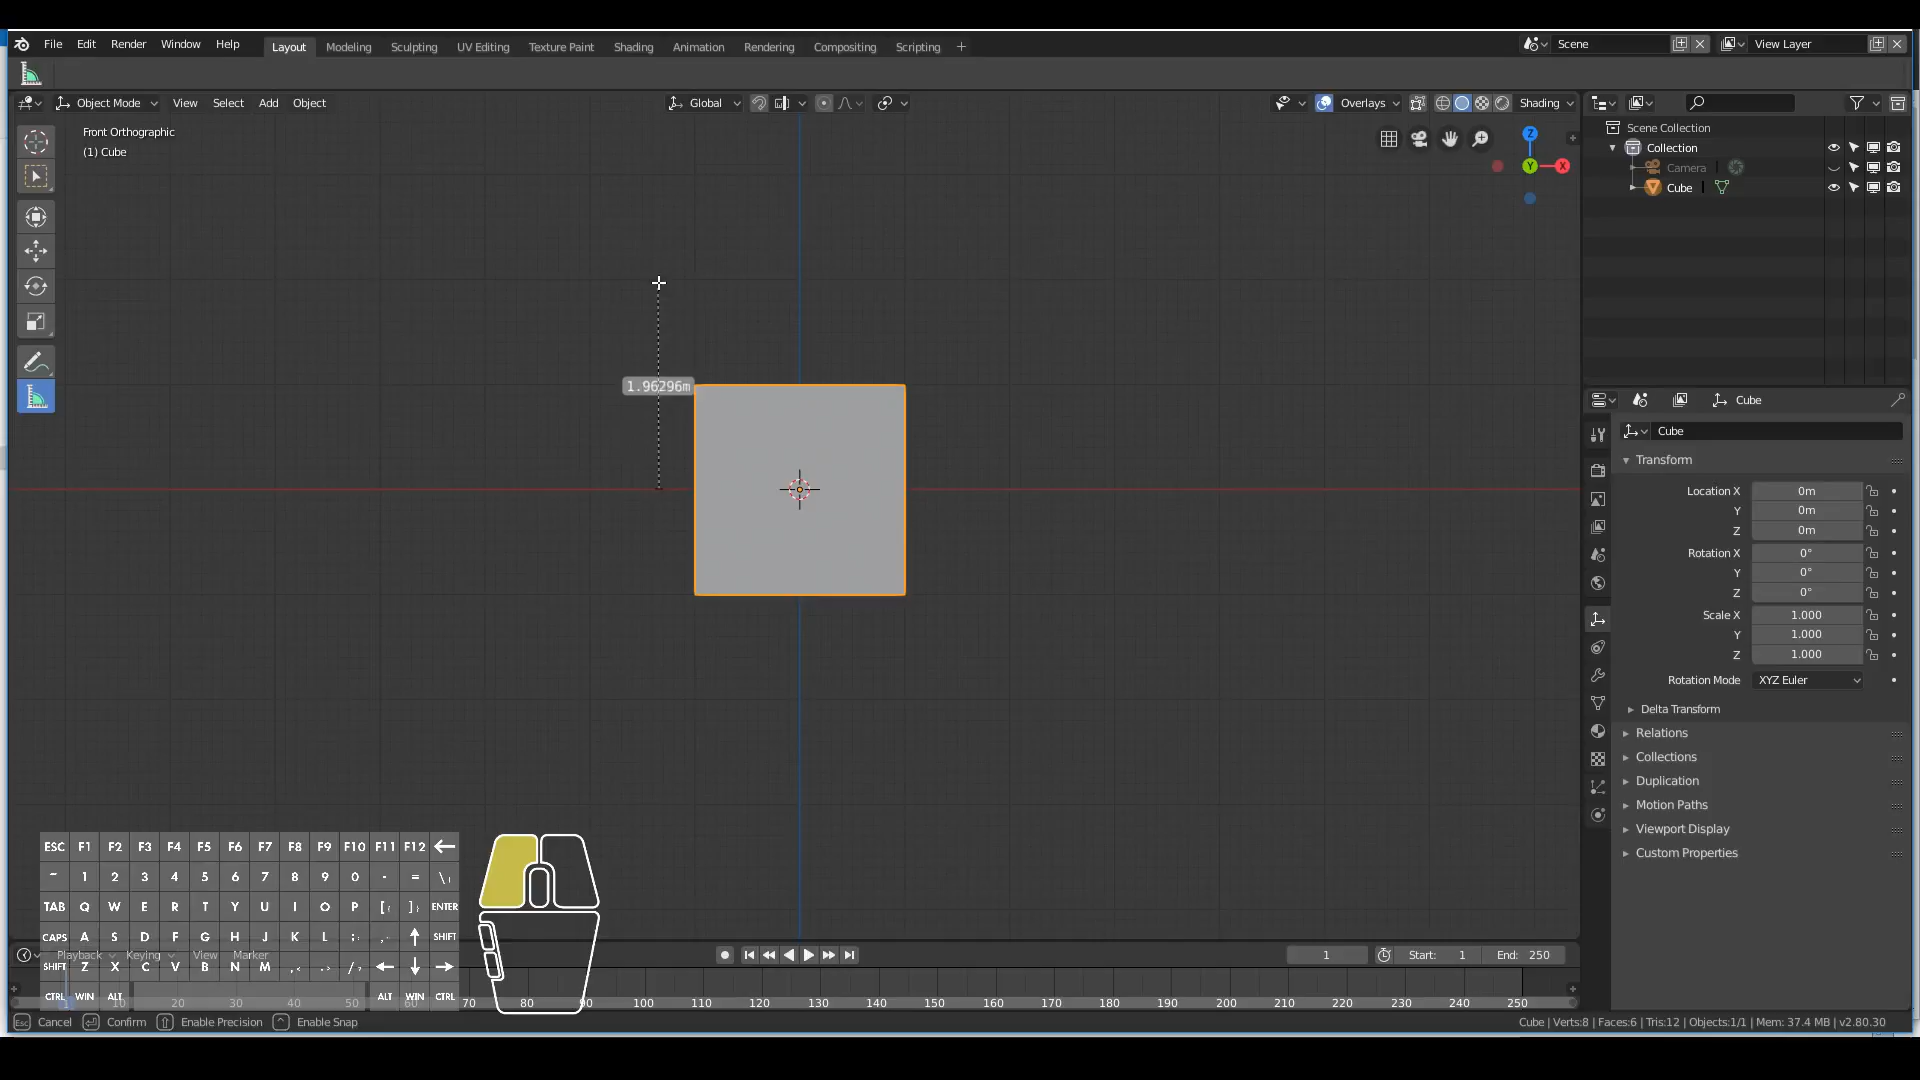 File Edit Render Window Help Layout Modeling Sculpting UV Editing Texture Paint Shading Animation Rendering Compositing Scripting + Scene View Layer
Object Mode View Select Add Object Global Overlays Shading
Front Orthographic
(1) Cube
Z
Y
X
1.96296m
Scene Collection
Collection
Camera
Cube
Cube
Cube
Transform
Location X 0m
Y 0m
Z 0m
Rotation X 0°
Y 0°
Z 0°
Scale X 1.000
Y 1.000
Z 1.000
Rotation Mode XYZ Euler
Delta Transform
Relations
Collections
Duplication
Motion Paths
Viewport Display
Custom Properties
ESC F1 F2 F3 F4 F5 F6 F7 F8 F9 F10 F11 F12 ←
~ 1 2 3 4 5 6 7 8 9 0 - = \
TAB Q W E R T Y U I O P [ ] ENTER
CAPS A S D F G H J K L ; , ↑ SHIFT
Playback Keying View Marker 1 Start: 1 End: 250
SHIFT Z X C V B N M , . / ← ↓ →
CTRL WIN ALT ALT WIN CTRL
10 20 30 40 50 60 70 80 90 100 110 120 130 140 150 160 170 180 190 200 210 220 230 240 250
Esc Cancel Confirm Enable Precision Enable Snap Cube | Verts:8 | Faces:6 | Tris:12 | Objects:1/1 | Mem: 37.4 MB | v2.80.30